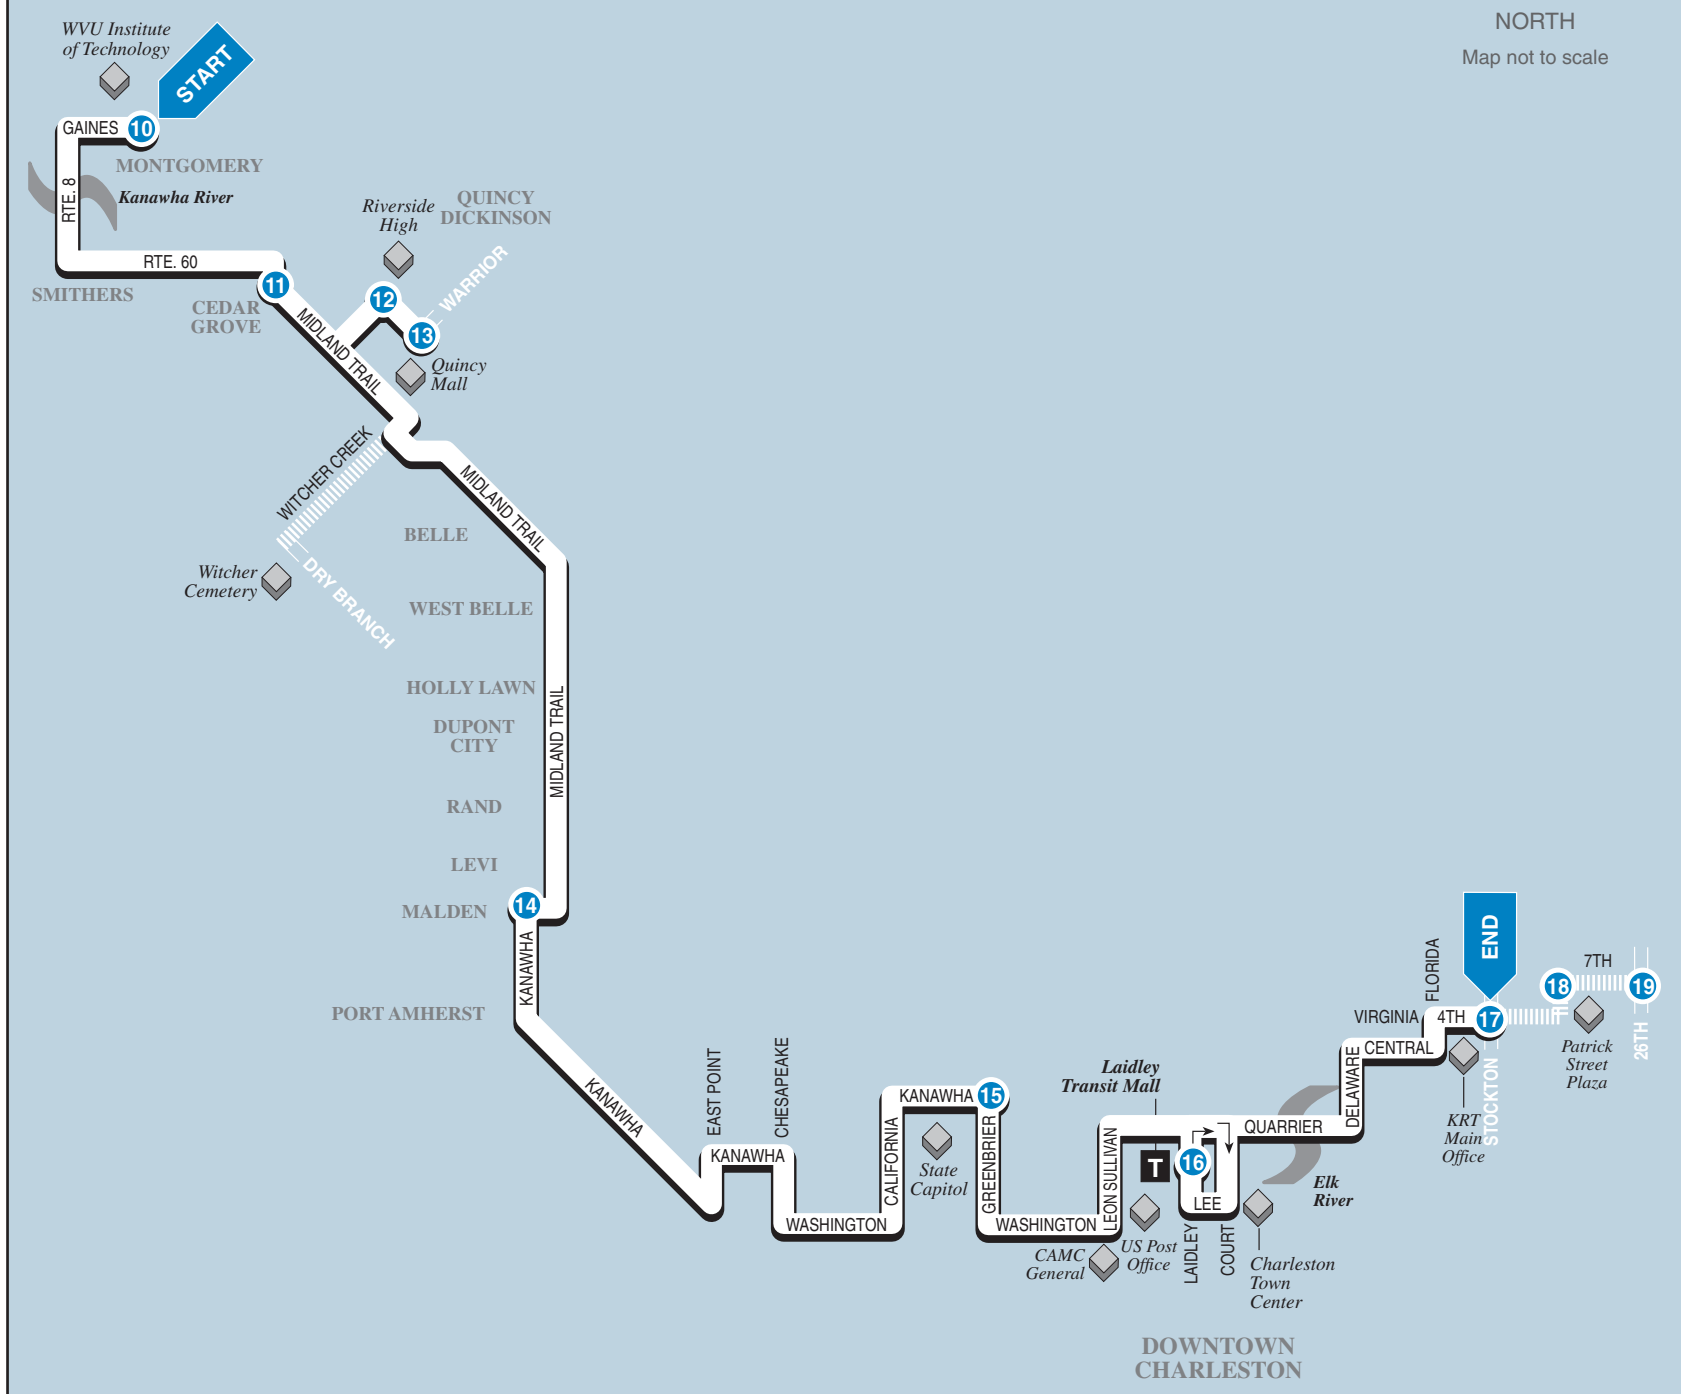 NORTH
Map not to scale
WVU Institute
of Technology
START
GAINES
10
MONTGOMERY
RTE. 8
Kanawha River
RTE. 60
SMITHERS
11
CEDAR
GROVE
Riverside
High
QUINCY
DICKINSON
WARRIOR
12
13
Quincy
Mall
MIDLAND TRAIL
WITCHER CREEK
Witcher
Cemetery
DRY BRANCH
MIDLAND TRAIL
BELLE
WEST BELLE
HOLLY LAWN
DUPONT
CITY
MIDLAND TRAIL
RAND
LEVI
MALDEN
14
KANAWHA
PORT AMHERST
KANAWHA
EAST POINT
KANAWHA
CHESAPEAKE
WASHINGTON
CALIFORNIA
KANAWHA
15
State
Capitol
GREENBRIER
WASHINGTON
LEON SULLIVAN
CAMC
General
Laidley
Transit Mall
T
US Post
Office
16
LAIDLEY
LEE
COURT
Charleston
Town
Center
QUARRIER
Elk
River
DELAWARE
CENTRAL
VIRGINIA
FLORIDA
4TH
END
17
KRT
Main
Office
STOCKTON
18
7TH
19
26TH
Patrick
Street
Plaza
DOWNTOWN
CHARLESTON